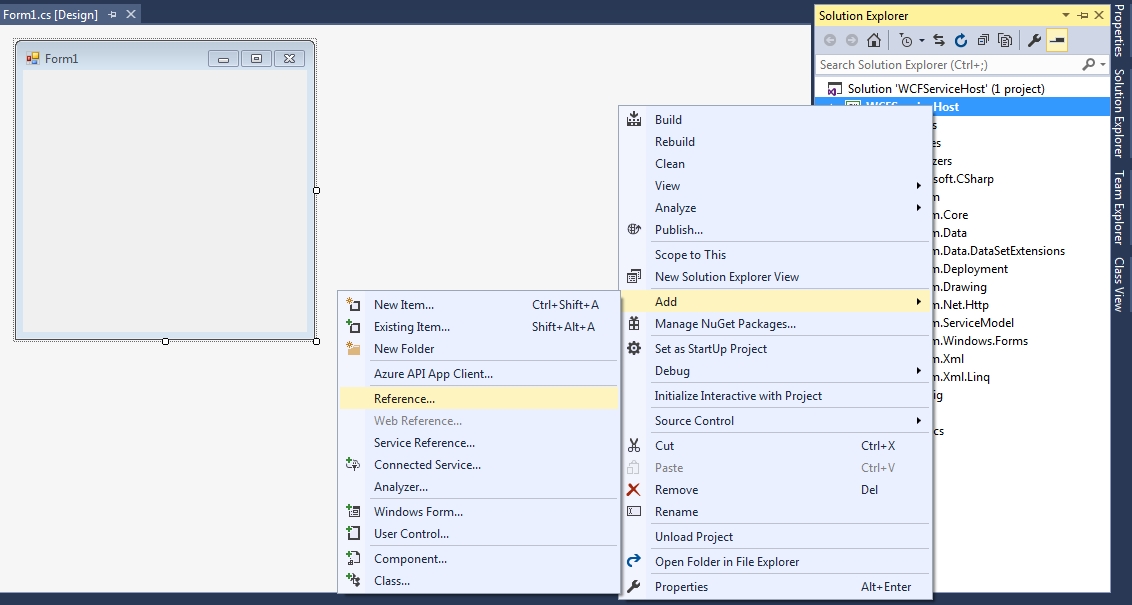 Form1.cs [Design]
Form1
Solution Explorer
Search Solution Explorer (Ctrl+;)
Solution 'WCFServiceHost' (1 project)
WCFServiceHost
s
es
zers
soft.CSharp
m
m.Core
m.Data
m.Data.DataSetExtensions
m.Deployment
m.Drawing
m.Net.Http
m.ServiceModel
m.Windows.Forms
m.Xml
m.Xml.Linq
ig
cs
Build
Rebuild
Clean
View
Analyze
Publish...
Scope to This
New Solution Explorer View
Add
Manage NuGet Packages...
Set as StartUp Project
Debug
Initialize Interactive with Project
Source Control
Cut Ctrl+X
Paste Ctrl+V
Remove Del
Rename
Unload Project
Open Folder in File Explorer
Properties Alt+Enter
New Item... Ctrl+Shift+A
Existing Item... Shift+Alt+A
New Folder
Azure API App Client...
Reference...
Web Reference...
Service Reference...
Connected Service...
Analyzer...
Windows Form...
User Control...
Component...
Class...
Properties
Solution Explorer
Team Explorer
Class View